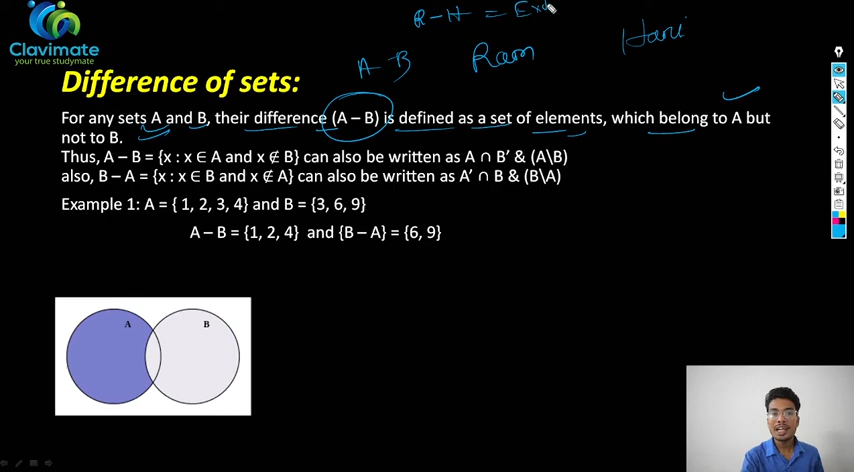 R - H = Exa
A - B Ram Hari
Clavimate
your true studymate
Difference of sets:
For any sets A and B, their difference (A – B) is defined as a set of elements, which belong to A but
not to B.
Thus, A – B = {x : x ∈ A and x ∉ B} can also be written as A ∩ B’ & (A\B)
also, B – A = {x : x ∈ B and x ∉ A} can also be written as A’ ∩ B & (B\A)
Example 1: A = { 1, 2, 3, 4} and B = {3, 6, 9}
A – B = {1, 2, 4} and {B – A} = {6, 9}
A B